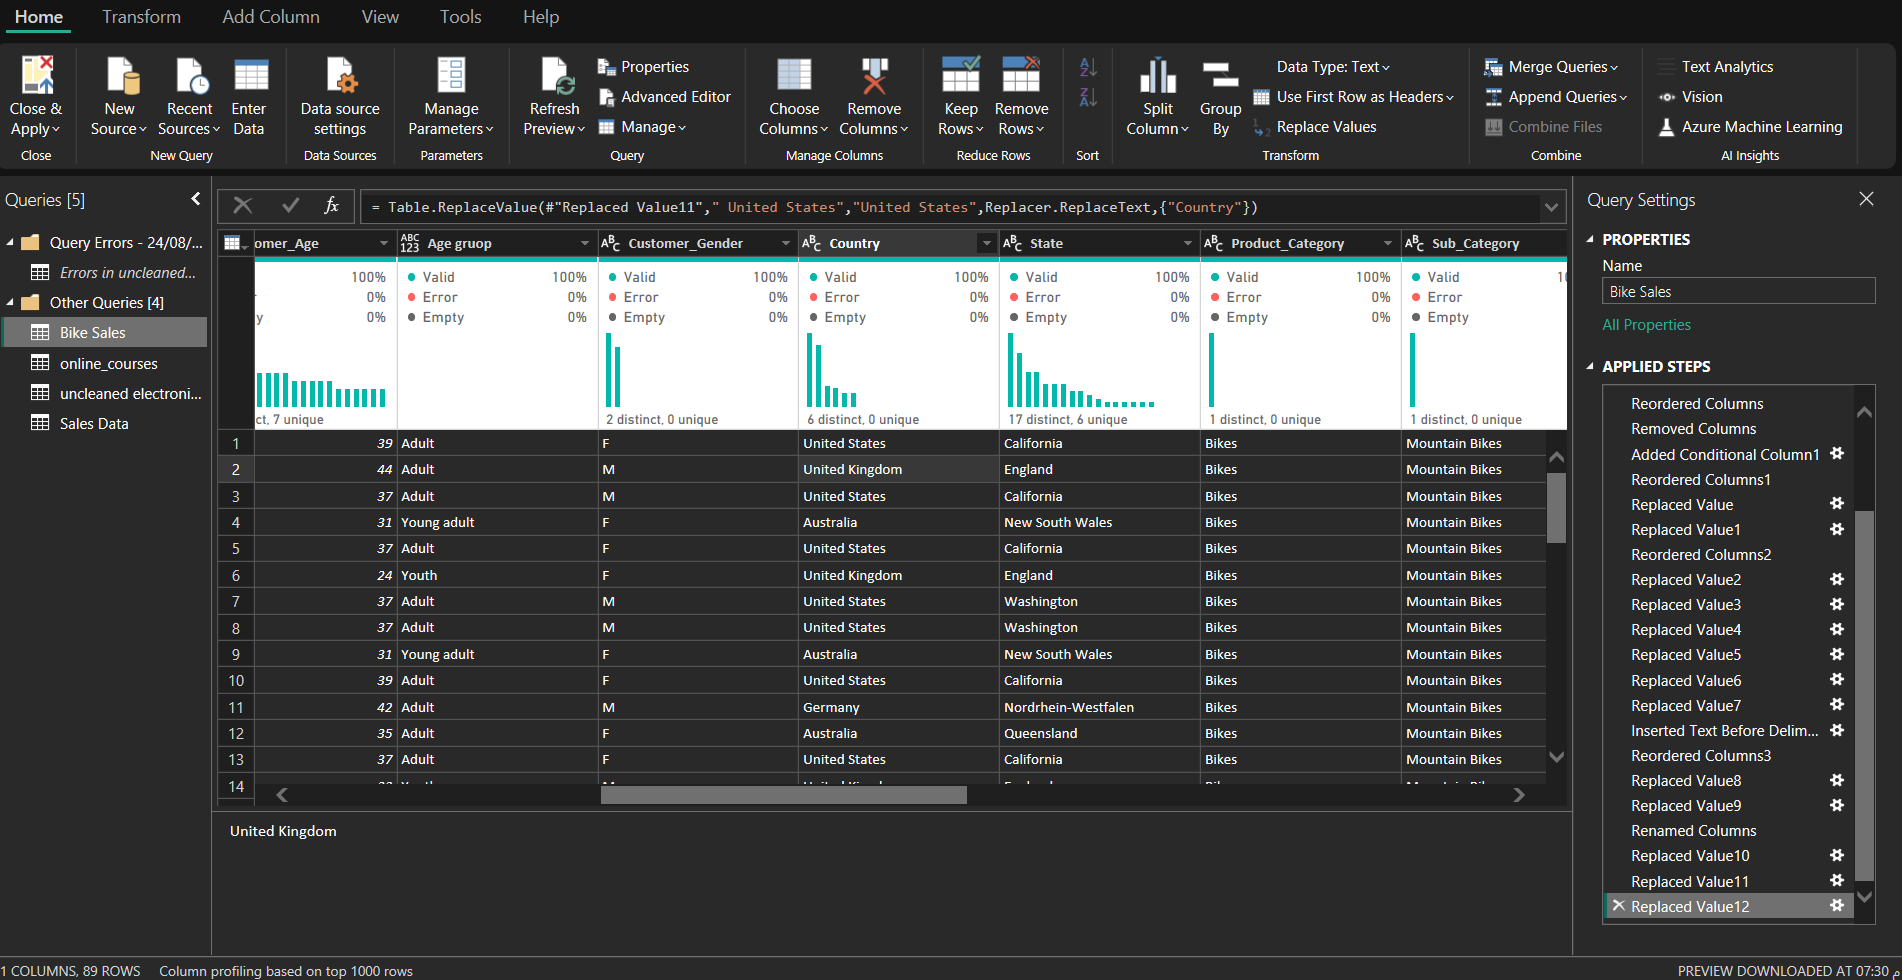 Home Transform Add Column View Tools Help
Close & Apply
New Source
Recent Sources
Enter Data
Data source settings
Manage Parameters
Refresh Preview
Properties
Advanced Editor
Manage
Choose Columns
Remove Columns
Keep Rows
Remove Rows
Split Column
Group By
Data Type: Text
Use First Row as Headers
Replace Values
Merge Queries
Append Queries
Combine Files
Text Analytics
Vision
Azure Machine Learning
Close New Query Data Sources Parameters Query Manage Columns Reduce Rows Sort Transform Combine AI Insights
Queries [5]
Query Errors - 24/08/...
Errors in uncleaned...
Other Queries [4]
Bike Sales
online_courses
uncleaned electroni...
Sales Data
fx = Table.ReplaceValue(#"Replaced Value11"," United States","United States",Replacer.ReplaceText,{"Country"})
omer_Age ABC 123 Age gruop ABC Customer_Gender ABC Country ABC State ABC Product_Category ABC Sub_Category
100% Valid 100% Valid 100% Valid 100% Valid 100% Valid 100% Valid
0% Error 0% Error 0% Error 0% Error 0% Error 0% Error
y 0% Empty 0% Empty 0% Empty 0% Empty 0% Empty 0% Empty
ct, 7 unique 2 distinct, 0 unique 6 distinct, 0 unique 17 distinct, 6 unique 1 distinct, 0 unique 1 distinct, 0 unique
1 39 Adult F United States California Bikes Mountain Bikes
2 44 Adult M United Kingdom England Bikes Mountain Bikes
3 37 Adult M United States California Bikes Mountain Bikes
4 31 Young adult F Australia New South Wales Bikes Mountain Bikes
5 37 Adult F United States California Bikes Mountain Bikes
6 24 Youth F United Kingdom England Bikes Mountain Bikes
7 37 Adult M United States Washington Bikes Mountain Bikes
8 37 Adult M United States Washington Bikes Mountain Bikes
9 31 Young adult F Australia New South Wales Bikes Mountain Bikes
10 39 Adult F United States California Bikes Mountain Bikes
11 42 Adult M Germany Nordrhein-Westfalen Bikes Mountain Bikes
12 35 Adult F Australia Queensland Bikes Mountain Bikes
13 37 Adult F United States California Bikes Mountain Bikes
14
United Kingdom
Query Settings
PROPERTIES
Name
Bike Sales
All Properties
APPLIED STEPS
Reordered Columns
Removed Columns
Added Conditional Column1
Reordered Columns1
Replaced Value
Replaced Value1
Reordered Columns2
Replaced Value2
Replaced Value3
Replaced Value4
Replaced Value5
Replaced Value6
Replaced Value7
Inserted Text Before Delim...
Reordered Columns3
Replaced Value8
Replaced Value9
Renamed Columns
Replaced Value10
Replaced Value11
Replaced Value12
1 COLUMNS, 89 ROWS Column profiling based on top 1000 rows PREVIEW DOWNLOADED AT 07:30